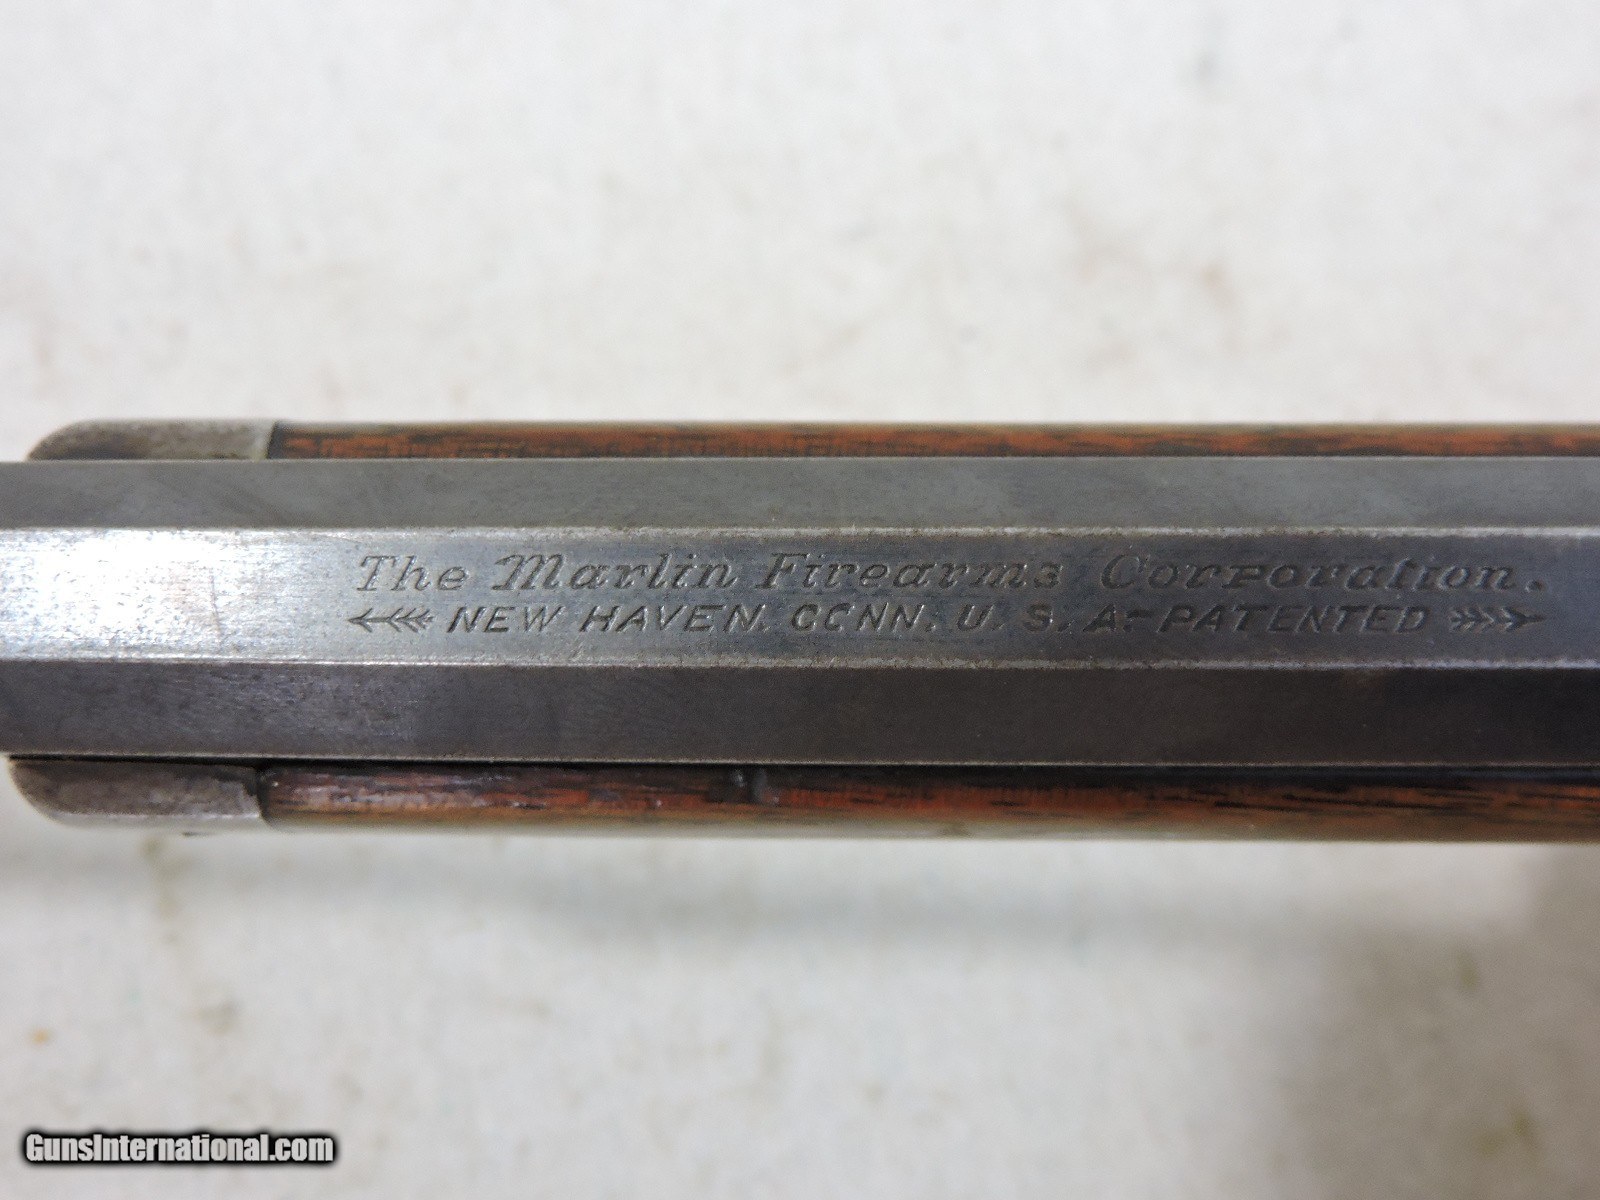 The Marlin Firearms Corporation.
NEW HAVEN. CONN. U. S. A.-PATENTED
GunsInternational.com